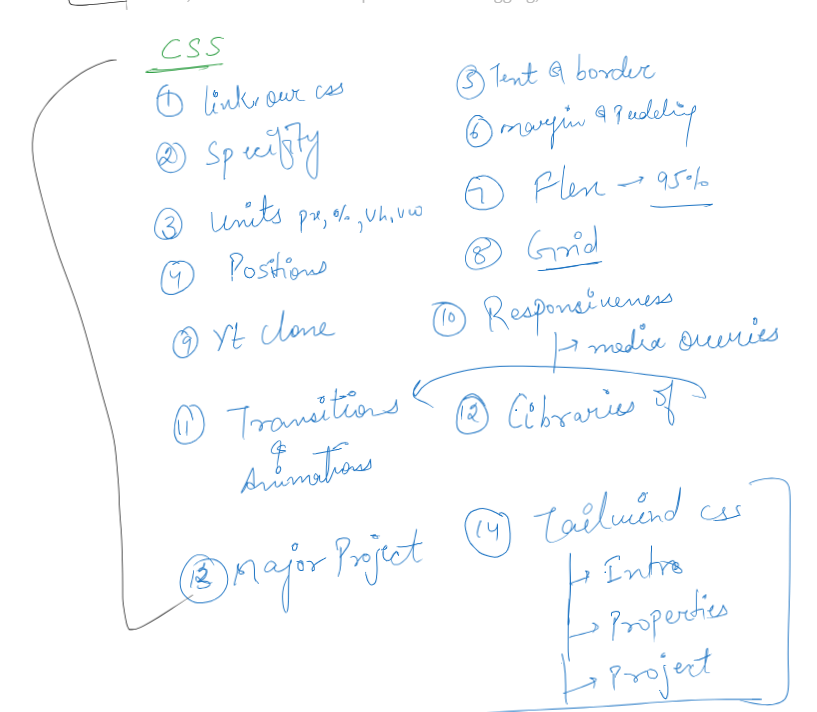 CSS
① link our css
② Specifity
③ Units px, %, vh, vw
④ Positions
⑤ Text & border
⑥ margin & padding
⑦ Flex → 95%
⑧ Grid
⑨ Yt clone
⑩ Responsiveness
↳ media queries
⑪ Transitions
&
Animations
⑫ Libraries of
⑬ Major Project
⑭ Tailwind css
↳ Intro
↳ Properties
↳ Project